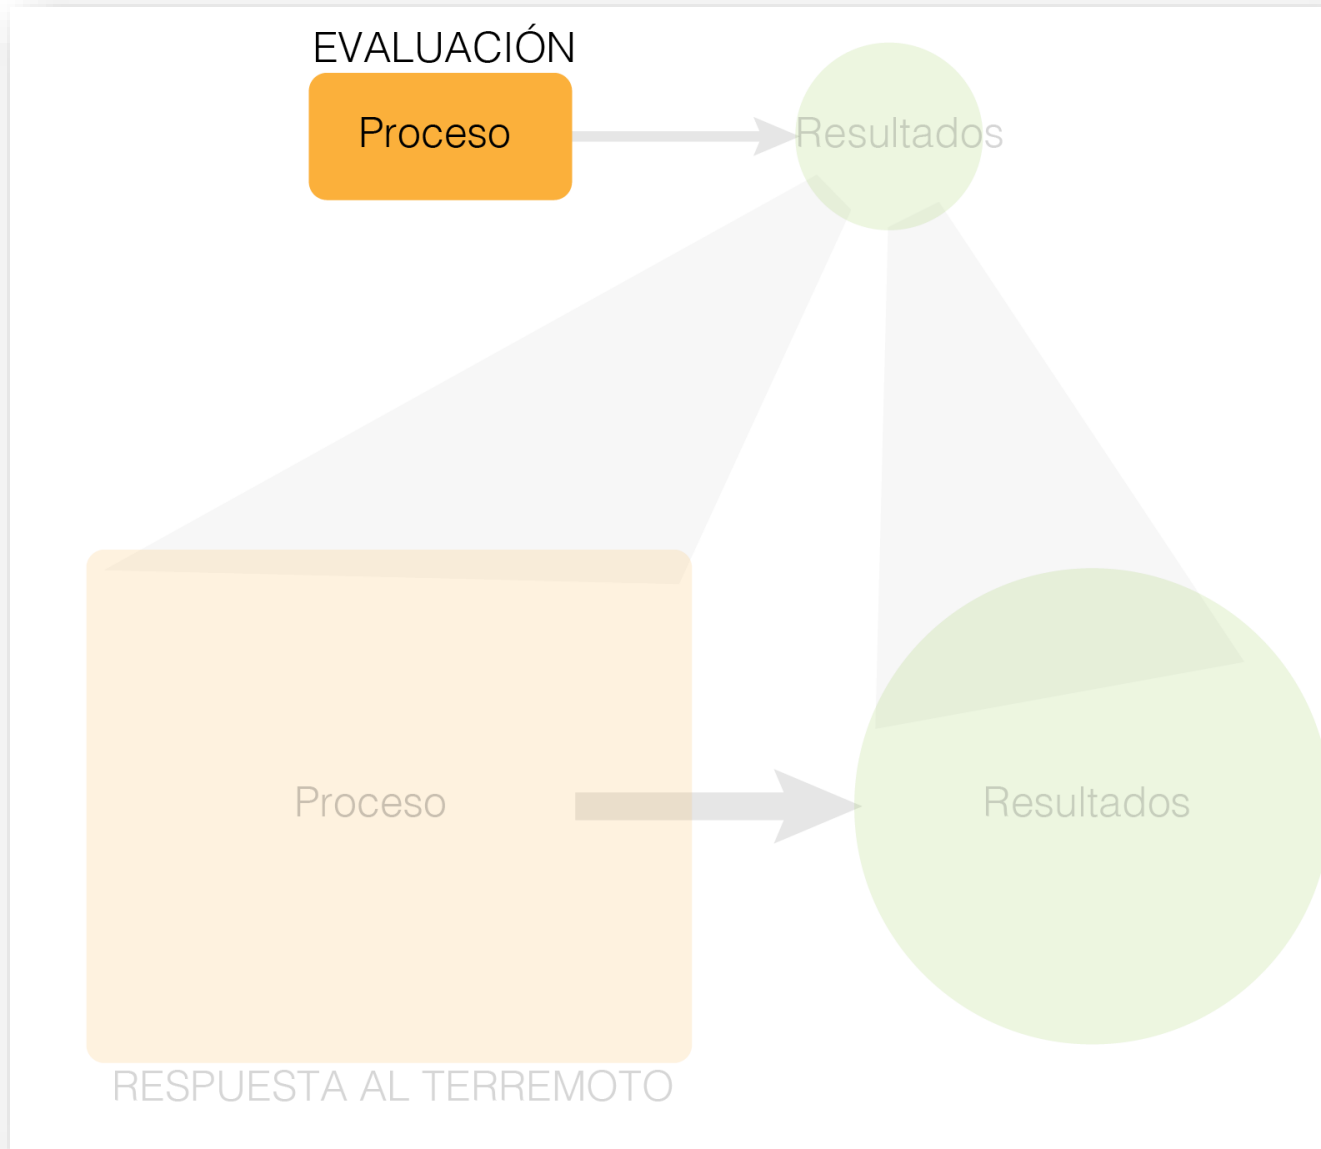 EVALUACIÓN
Proceso
Resultados
Proceso
Resultados
RESPUESTA AL TERREMOTO